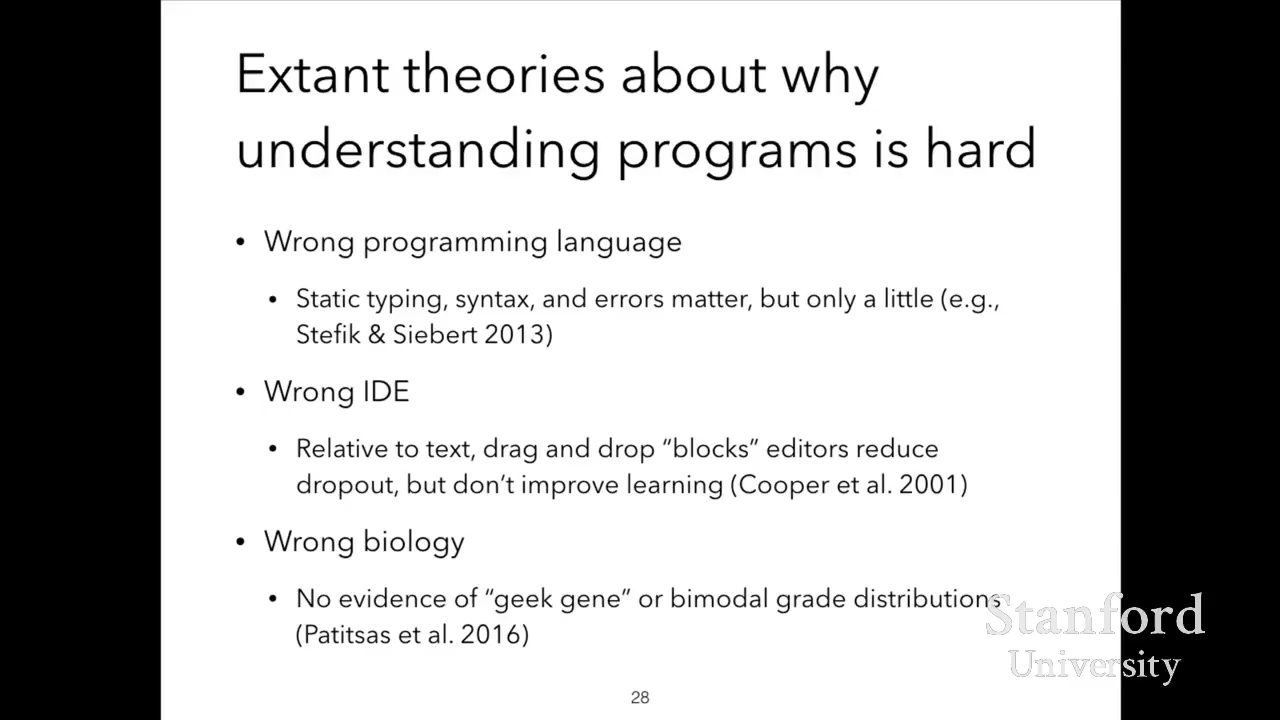 Extant theories about why
understanding programs is hard
• Wrong programming language
• Static typing, syntax, and errors matter, but only a little (e.g.,
Stefik & Siebert 2013)
• Wrong IDE
• Relative to text, drag and drop “blocks” editors reduce
dropout, but don’t improve learning (Cooper et al. 2001)
• Wrong biology
• No evidence of “geek gene” or bimodal grade distributions
(Patitsas et al. 2016)
Stanford
University
28